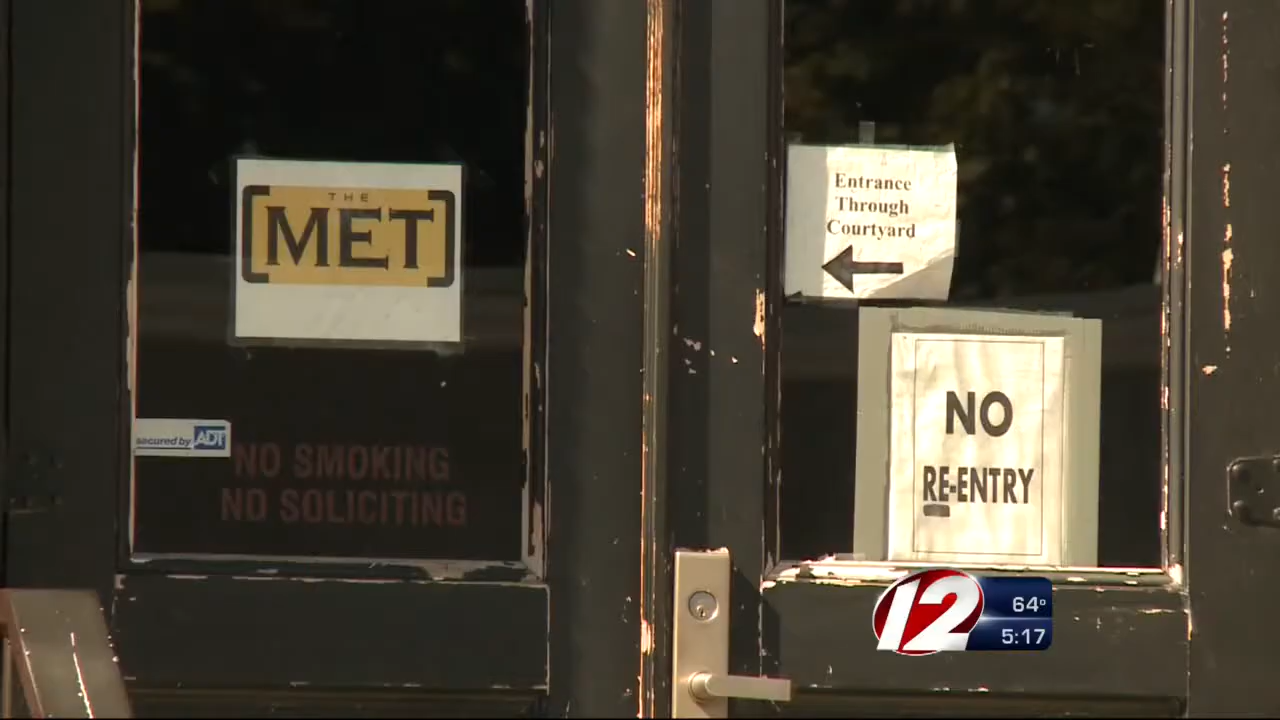 THE
MET
Entrance
Through
Courtyard
NO
RE-ENTRY
secured by ADT
NO SMOKING
NO SOLICITING
12
64°
5:17